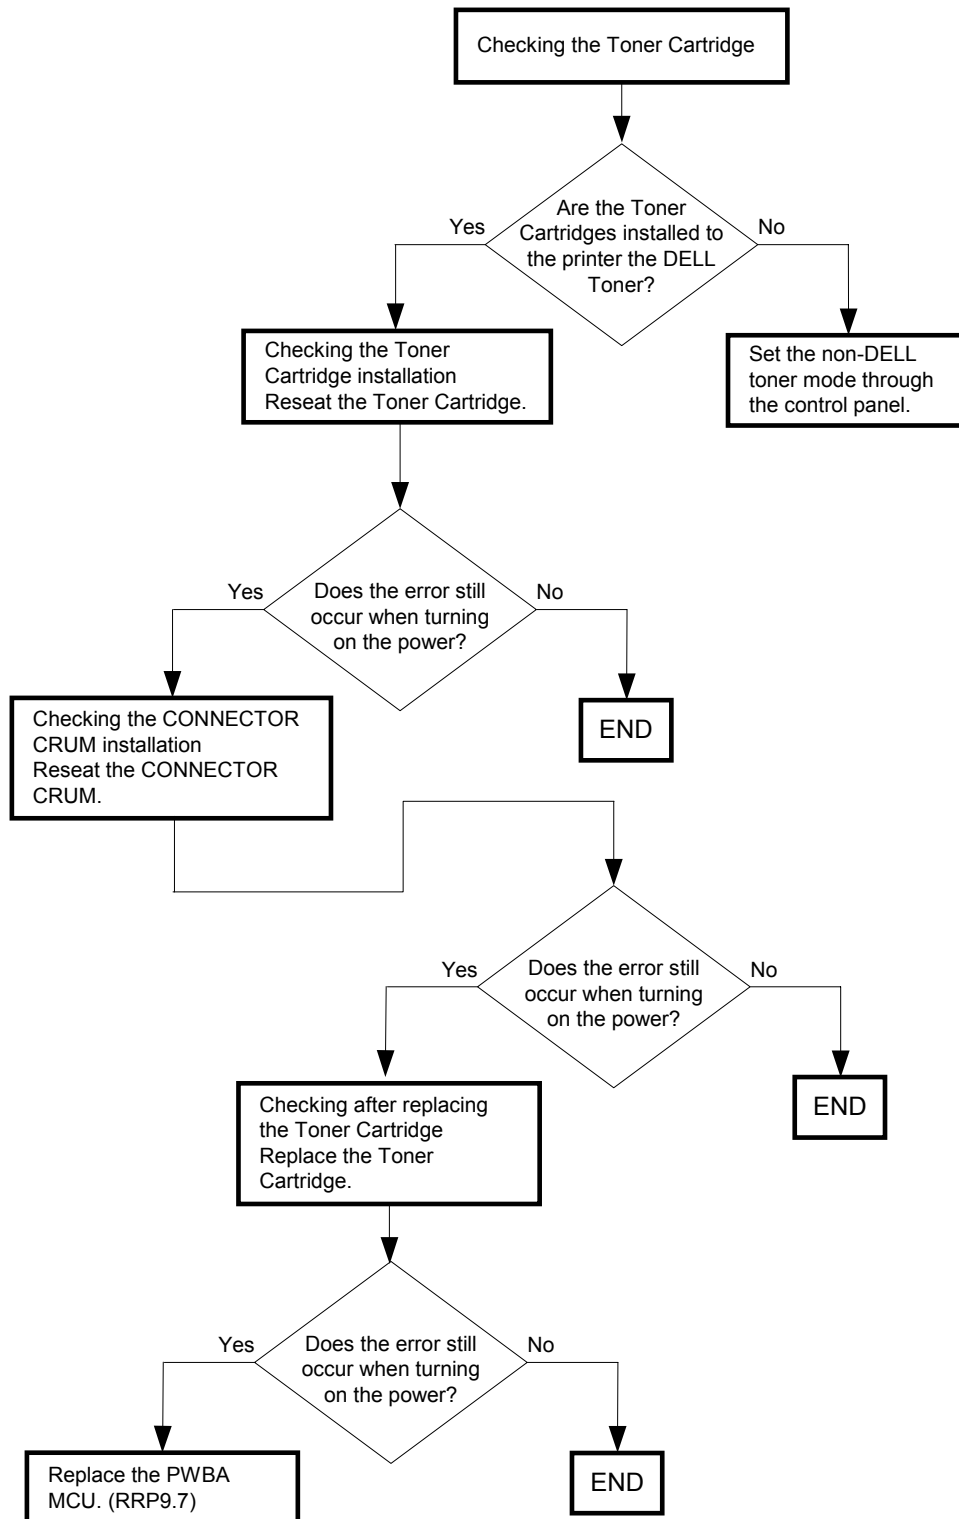 Checking the Toner Cartridge
Are the Toner
Cartridges installed to
the printer the DELL
Toner?
Yes
No
Checking the Toner
Cartridge installation
Reseat the Toner Cartridge.
Set the non-DELL
toner mode through
the control panel.
Does the error still
occur when turning
on the power?
Yes
No
Checking the CONNECTOR
CRUM installation
Reseat the CONNECTOR
CRUM.
END
Does the error still
occur when turning
on the power?
Yes
No
Checking after replacing
the Toner Cartridge
Replace the Toner
Cartridge.
END
Does the error still
occur when turning
on the power?
Yes
No
Replace the PWBA
MCU. (RRP9.7)
END